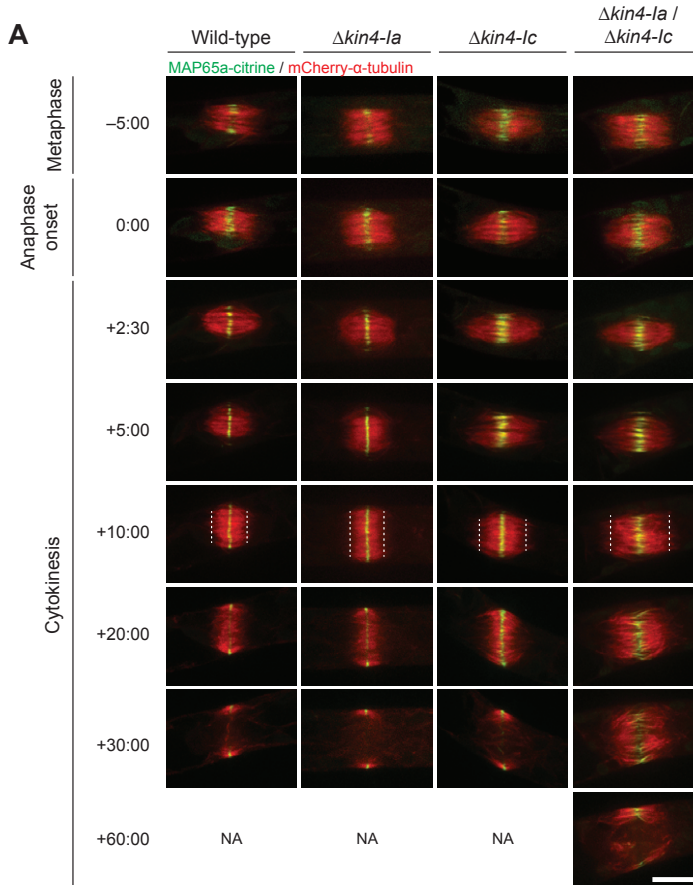 A
Wild-type
Δkin4-Ia
Δkin4-Ic
Δkin4-Ia /
Δkin4-Ic
MAP65a-citrine / mCherry-α-tubulin
Metaphase
–5:00
Anaphase
onset
0:00
Cytokinesis
+2:30
+5:00
+10:00
+20:00
+30:00
+60:00
NA
NA
NA